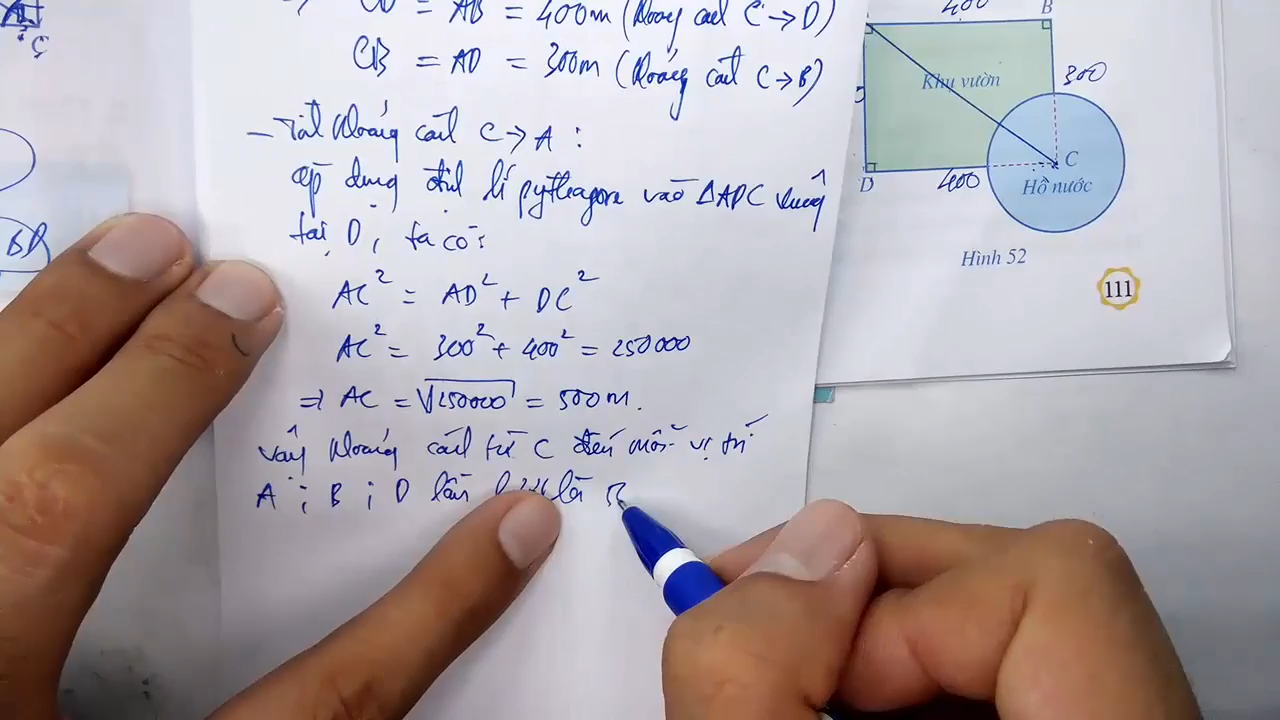 CD = AB = 400m (khoảng cách C → D)
CB = AD = 300m (khoảng cách C → B)
- Tính khoảng cách C → A :
áp dụng định lí pythagore vào △ADC vuông
tại D, ta có:
AC² = AD² + DC²
AC² = 300² + 400² = 250000
⇒ AC = √250000 = 500m.
Vậy khoảng cách từ C đến mỗi vị trí
A ; B ; D lần lượt là
400
B
Khu vườn
300
C
D
400
Hồ nước
Hình 52
111
C